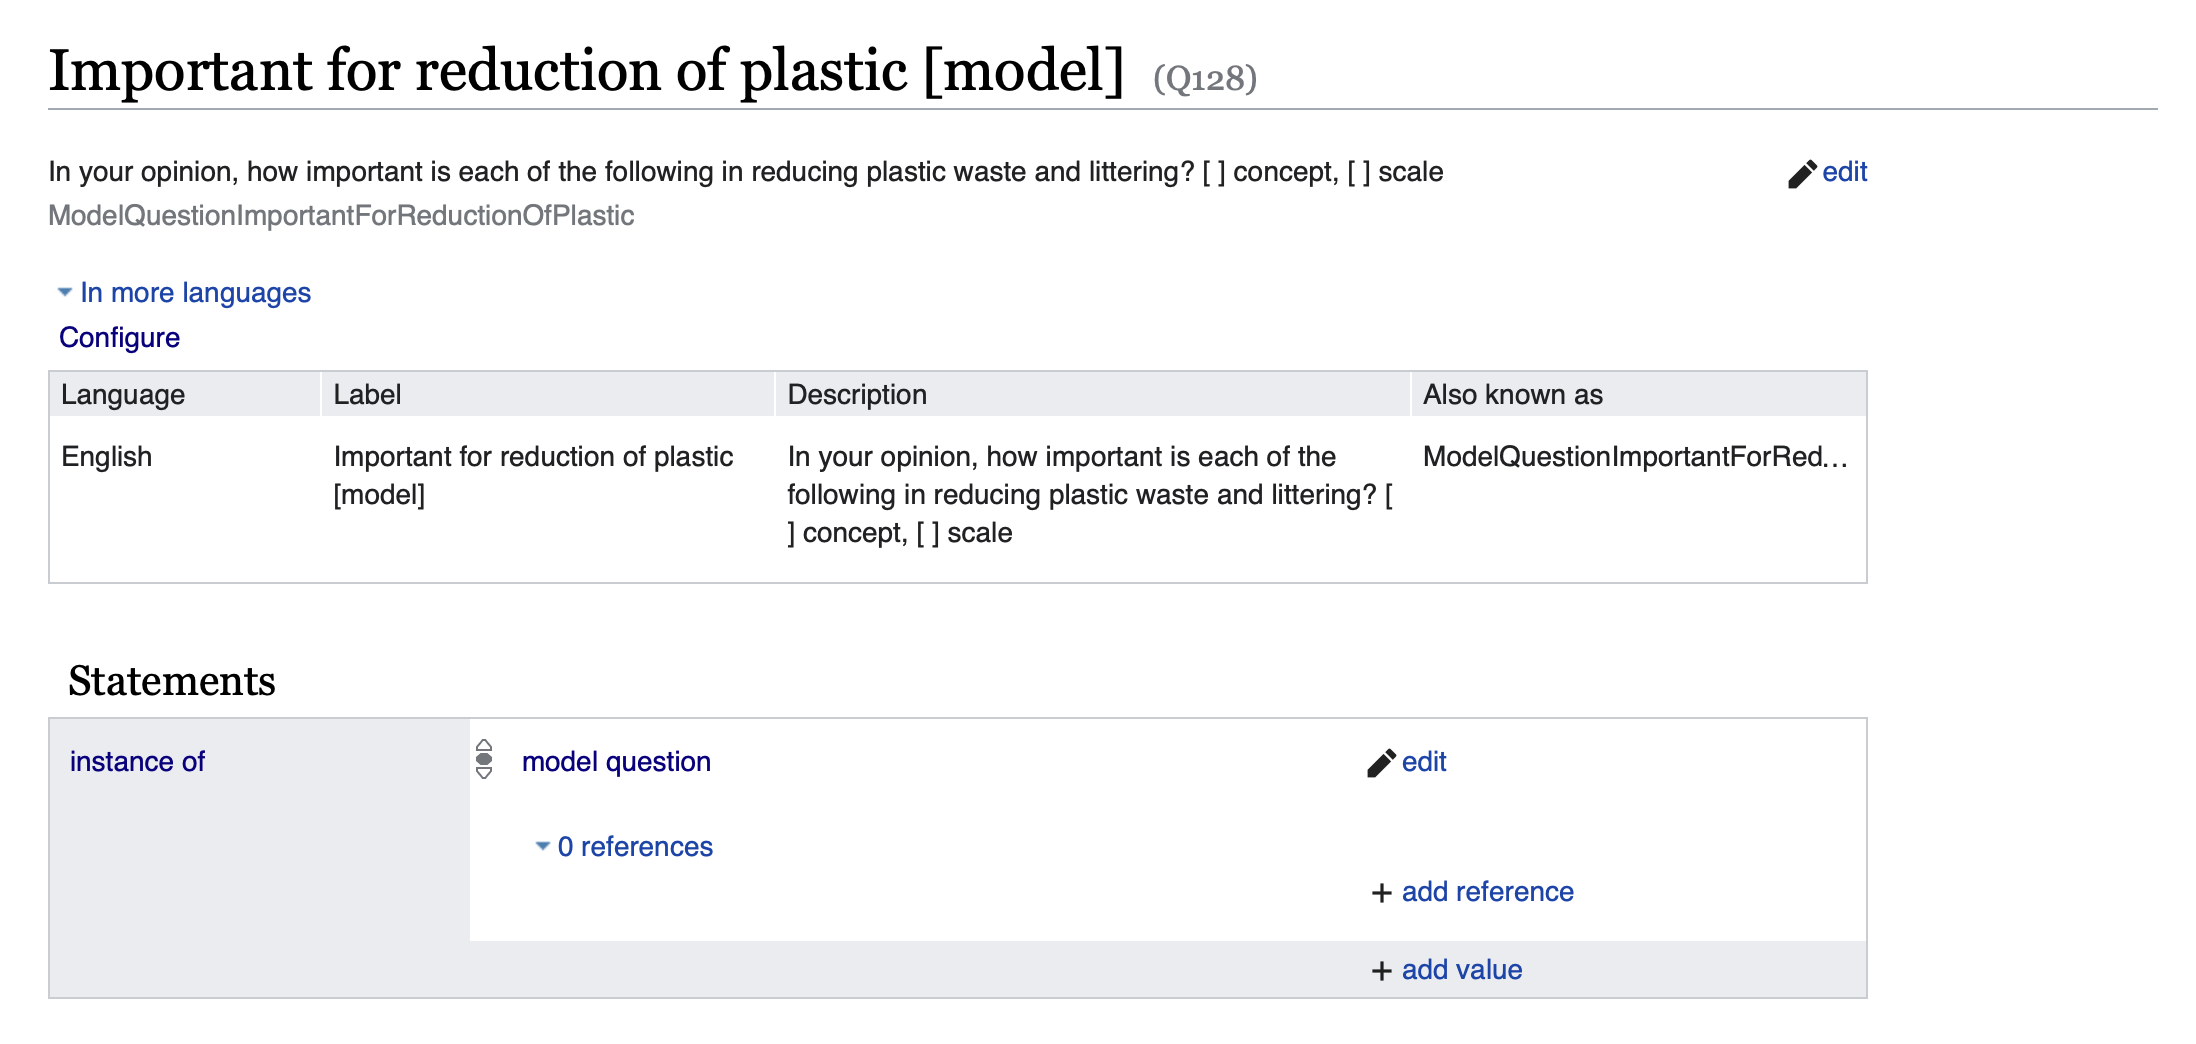 Important for reduction of plastic [model] (Q128)
In your opinion, how important is each of the following in reducing plastic waste and littering? [ ] concept, [ ] scale
edit
ModelQuestionImportantForReductionOfPlastic
In more languages
Configure
Language Label Description Also known as
English Important for reduction of plastic In your opinion, how important is each of the ModelQuestionImportantForRed...
[model] following in reducing plastic waste and littering? [
] concept, [ ] scale
Statements
instance of model question edit
0 references
+ add reference
+ add value